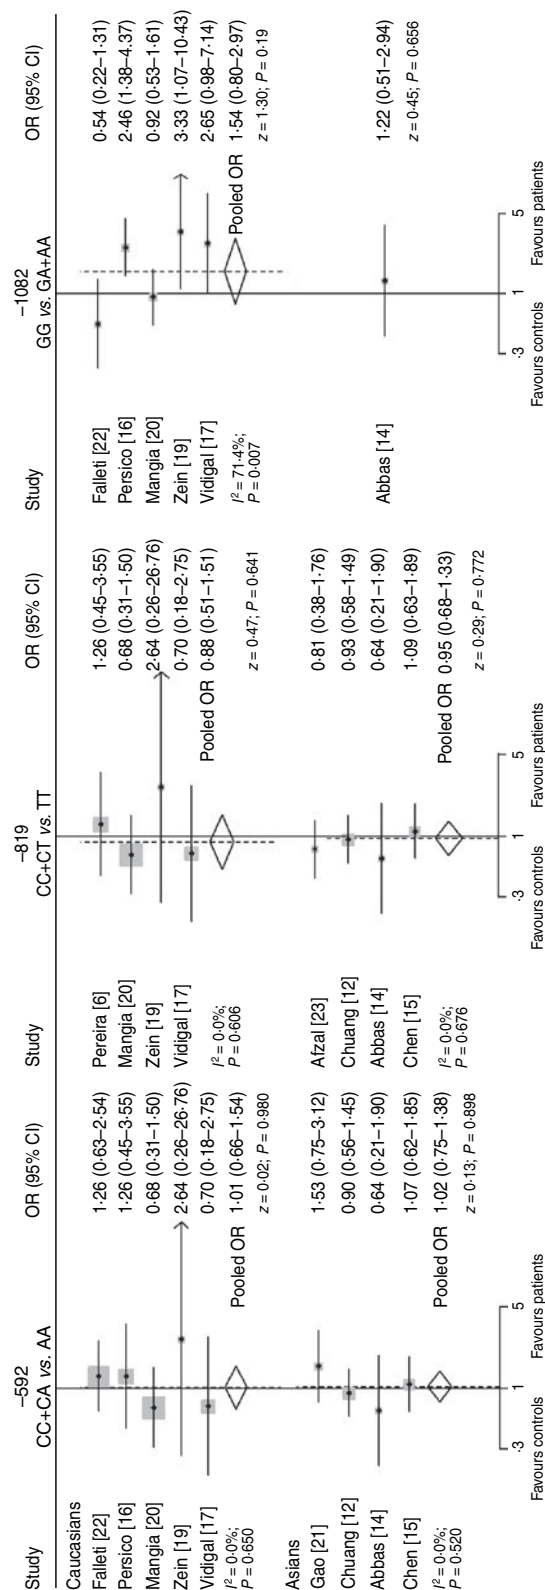 −592
CC+CA vs. AA
Study
OR (95% CI)
Caucasians
Falleti [22] 1·26 (0·63–2·54)
Persico [16] 1·26 (0·45–3·55)
Mangia [20] 0·68 (0·31–1·50)
Zein [19] 2·64 (0·26–26·76)
Vidigal [17] 0·70 (0·18–2·75)
Pooled OR 1·01 (0·66–1·54)
I² = 0·0%;
P = 0·650
z = 0·02; P = 0·980
Asians
Gao [21] 1·53 (0·75–3·12)
Chuang [12] 0·90 (0·56–1·45)
Abbas [14] 0·64 (0·21–1·90)
Chen [15] 1·07 (0·62–1·85)
Pooled OR 1·02 (0·75–1·38)
I² = 0·0%;
P = 0·520
z = 0·13; P = 0·898
·3 1 5
Favours controls Favours patients
−819
CC+CT vs. TT
Study
OR (95% CI)
Pereira [6] 1·26 (0·45–3·55)
Mangia [20] 0·68 (0·31–1·50)
Zein [19] 2·64 (0·26–26·76)
Vidigal [17] 0·70 (0·18–2·75)
Pooled OR 0·88 (0·51–1·51)
I² = 0·0%;
P = 0·606
z = 0·47; P = 0·641
Afzal [23] 0·81 (0·38–1·76)
Chuang [12] 0·93 (0·58–1·49)
Abbas [14] 0·64 (0·21–1·90)
Chen [15] 1·09 (0·63–1·89)
Pooled OR 0·95 (0·68–1·33)
I² = 0·0%;
P = 0·676
z = 0·29; P = 0·772
·3 1 5
Favours controls Favours patients
−1082
GG vs. GA+AA
Study
OR (95% CI)
Falleti [22] 0·54 (0·22–1·31)
Persico [16] 2·46 (1·38–4·37)
Mangia [20] 0·92 (0·53–1·61)
Zein [19] 3·33 (1·07–10·43)
Vidigal [17] 2·65 (0·98–7·14)
Pooled OR 1·54 (0·80–2·97)
I² = 71·4%;
P = 0·007
z = 1·30; P = 0·19
Abbas [14] 1·22 (0·51–2·94)
z = 0·45; P = 0·656
·3 1 5
Favours controls Favours patients